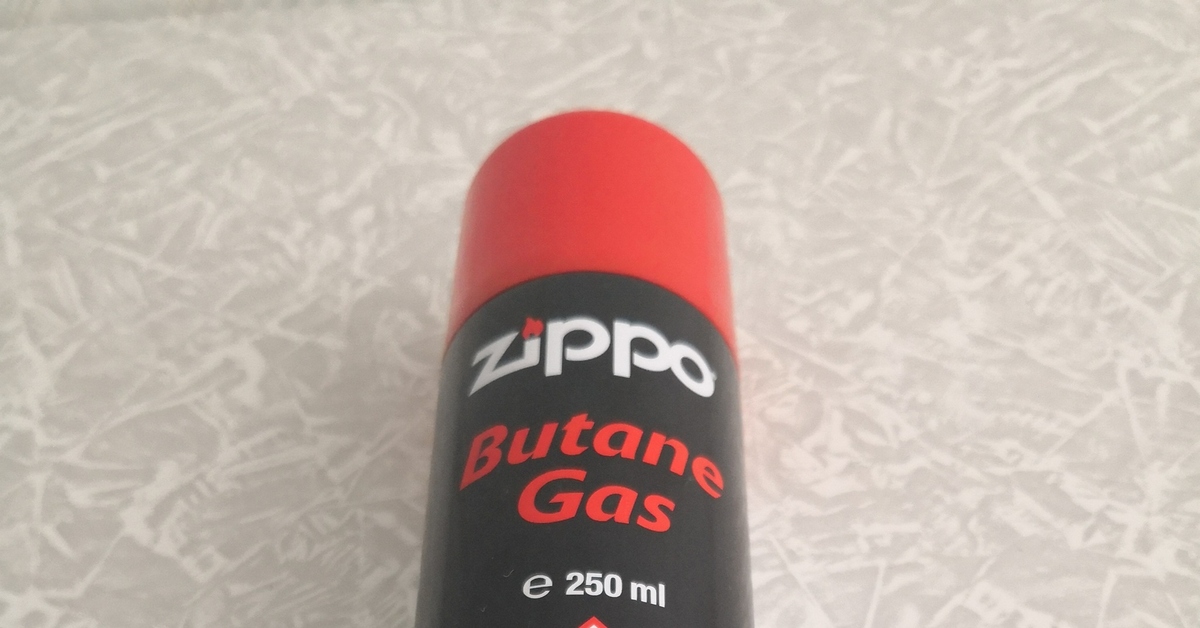 zippo
Butane
Gas
℮ 250 ml